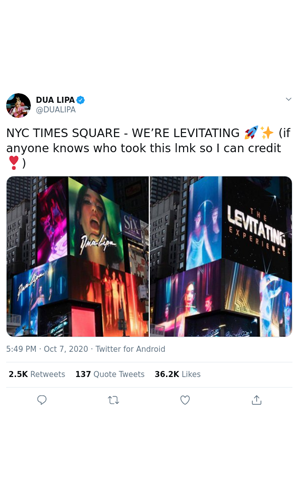 DUA LIPA
@DUALIPA
NYC TIMES SQUARE - WE’RE LEVITATING 🚀✨ (if
anyone knows who took this lmk so I can credit
❣️)
Dua Lipa
THE
LEVITATING
EXPERIENCE
5:49 PM · Oct 7, 2020 · Twitter for Android
2.5K Retweets 137 Quote Tweets 36.2K Likes